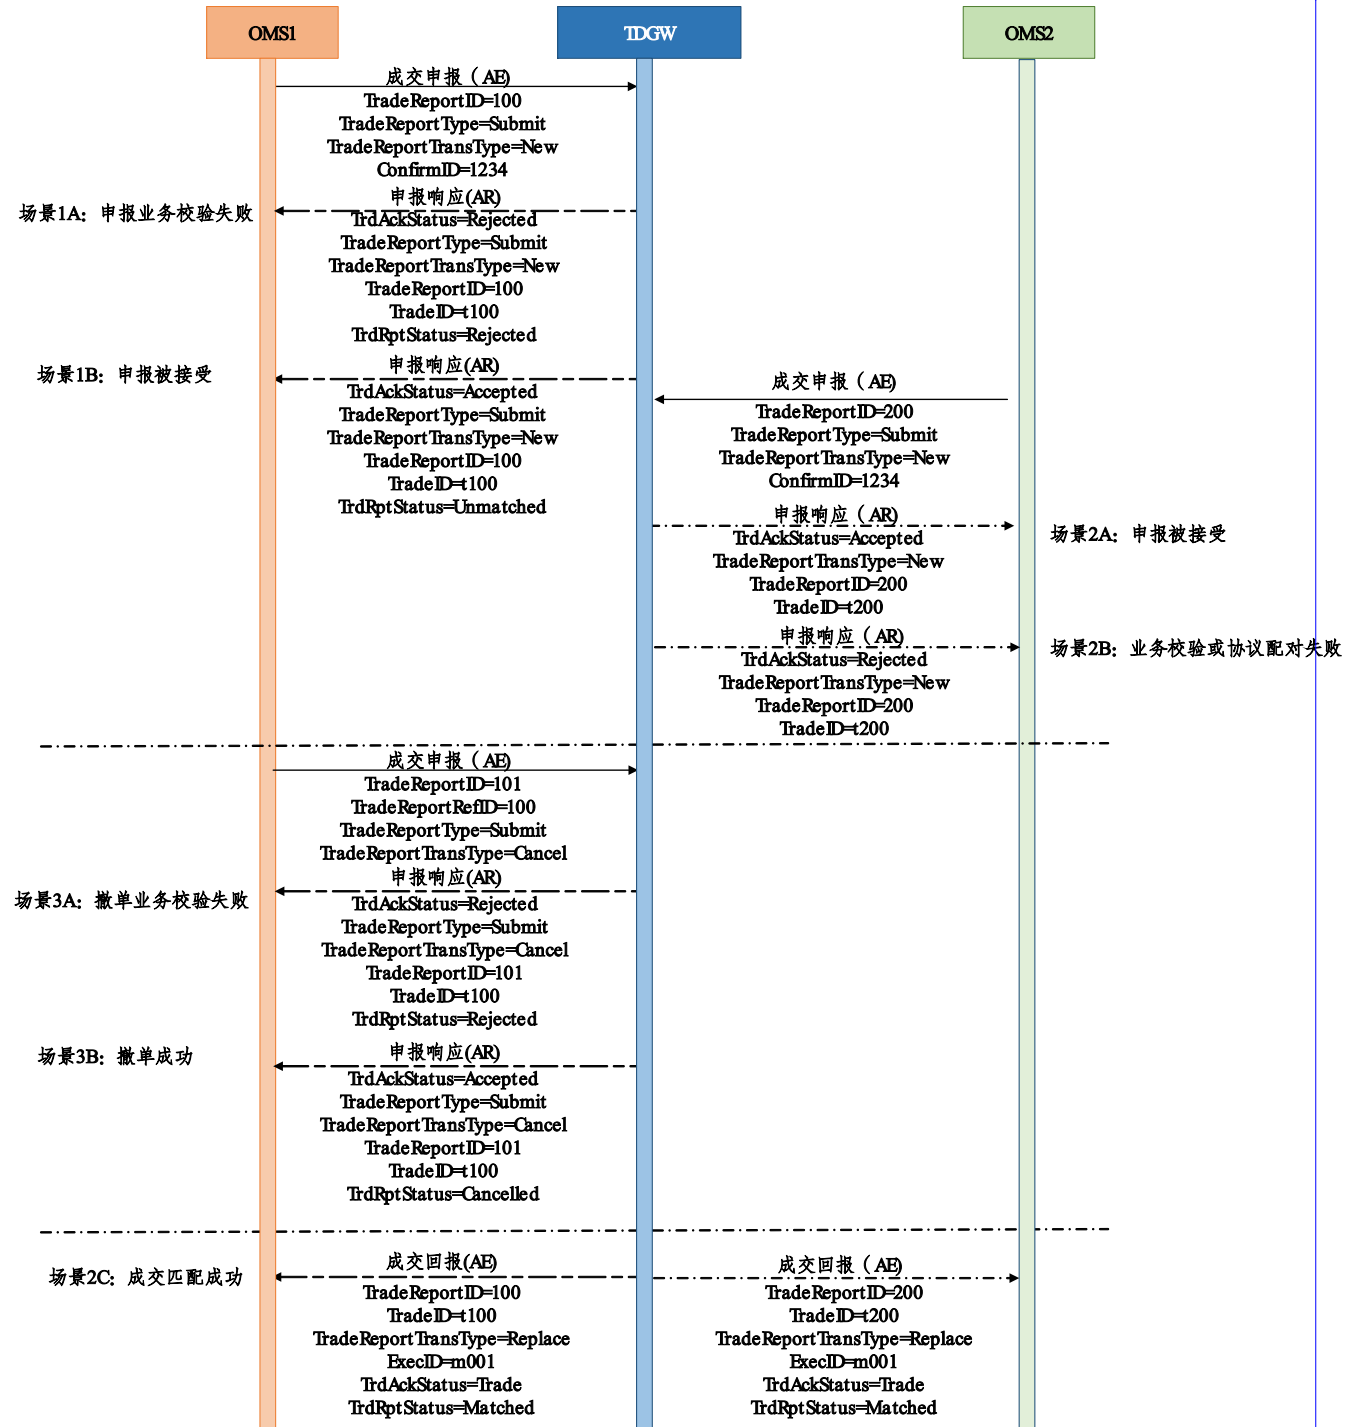 OMS1
TDGW
OMS2
成交申报（AE)
TradeReportID=100
TradeReportType=Submit
TradeReportTransType=New
ConfirmID=1234
申报响应(AR)
场景1A：申报业务校验失败
TrdAckStatus=Rejected
TradeReportType=Submit
TradeReportTransType=New
TradeReportID=100
TradeID=t100
TrdRptStatus=Rejected
申报响应(AR)
场景1B：申报被接受
TrdAckStatus=Accepted
TradeReportType=Submit
TradeReportTransType=New
TradeReportID=100
TradeID=t100
TrdRptStatus=Unmatched
成交申报（AE)
TradeReportID=200
TradeReportType=Submit
TradeReportTransType=New
ConfirmID=1234
申报响应（AR)
场景2A：申报被接受
TrdAckStatus=Accepted
TradeReportTransType=New
TradeReportID=200
TradeID=t200
申报响应（AR)
场景2B：业务校验或协议配对失败
TrdAckStatus=Rejected
TradeReportTransType=New
TradeReportID=200
TradeID=t200
成交申报（AE)
TradeReportID=101
TradeReportRefID=100
TradeReportType=Submit
TradeReportTransType=Cancel
申报响应(AR)
场景3A：撤单业务校验失败
TrdAckStatus=Rejected
TradeReportType=Submit
TradeReportTransType=Cancel
TradeReportID=101
TradeID=t100
TrdRptStatus=Rejected
申报响应(AR)
场景3B：撤单成功
TrdAckStatus=Accepted
TradeReportType=Submit
TradeReportTransType=Cancel
TradeReportID=101
TradeID=t100
TrdRptStatus=Cancelled
场景2C：成交匹配成功
成交回报(AE)
TradeReportID=100
TradeID=t100
TradeReportTransType=Replace
ExecID=m001
TrdAckStatus=Trade
TrdRptStatus=Matched
成交回报（AE)
TradeReportID=200
TradeID=t200
TradeReportTransType=Replace
ExecID=m001
TrdAckStatus=Trade
TrdRptStatus=Matched